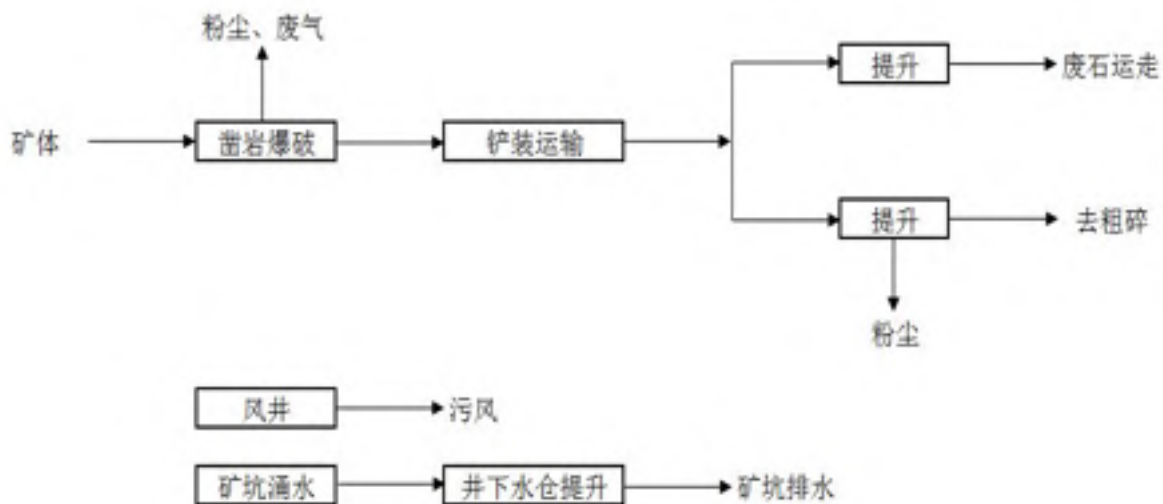 粉尘、废气
提升
废石运走
矿体
凿岩爆破
铲装运输
提升
去粗碎
粉尘
风井
污风
矿坑涌水
井下水仓提升
矿坑排水